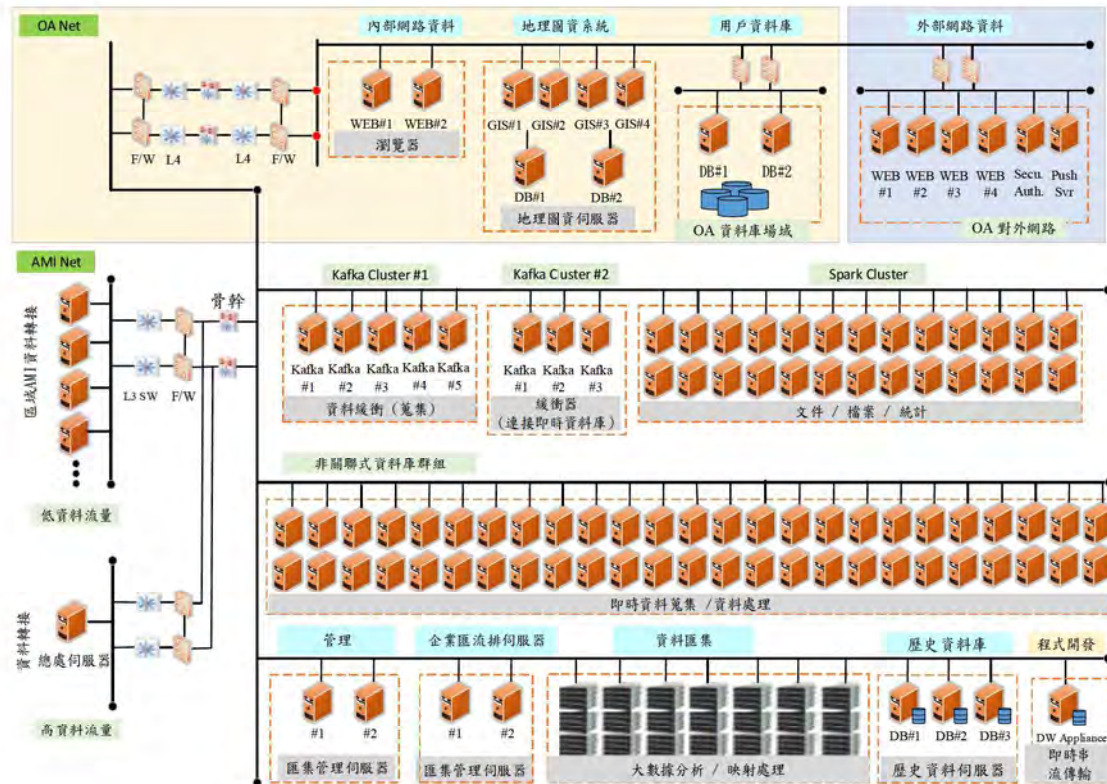 OA Net
內部網路資料
地理圖資系統
用戶資料庫
外部網路資料
WEB#1 WEB#2
瀏覽器
GIS#1 GIS#2 GIS#3 GIS#4
DB#1 DB#2
地理圖資伺服器
DB#1 DB#2
OA 資料庫場域
WEB #1
WEB #2
WEB #3
WEB #4
Secu. Auth.
Push Svr
OA 對外網路
F/W L4 L4 F/W
AMI Net
區域AMI資料轉接
骨幹
L3 SW F/W
低資料流量
Kafka Cluster #1
Kafka #1
Kafka #2
Kafka #3
Kafka #4
Kafka #5
資料緩衝 (蒐集)
Kafka C uster #2
Kafka #1
Kafka #2
Kafka #3
緩衝器
(連接即時資料庫)
Spark Cluster
文件 / 檔案 / 統計
非關聯式資料庫群組
即時資料蒐集 /資料處理
資料轉接
總處伺服器
高資料流量
管理
#1 #2
匯集管理伺服器
企業匯流排伺服器
#1 #2
匯集管理伺服器
資料匯集
大數據分析 / 映射處理
歷史資料庫
DB#1 DB#2 DB#3
歷史資料伺服器
程式開發
DW Appliance
即時串
流傳輸